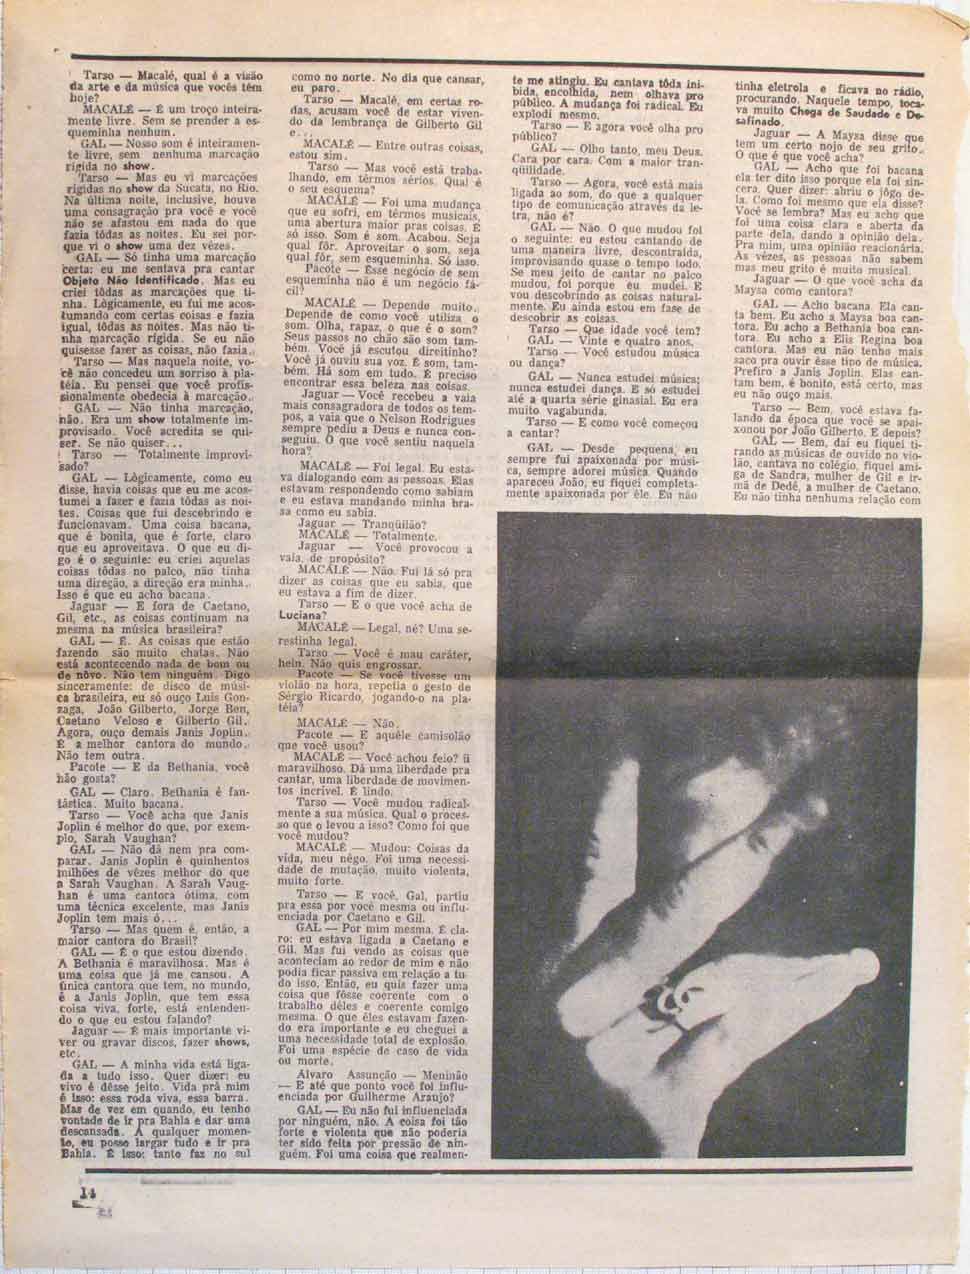 Tarso — Macalé, qual é a visão
da arte e da música que vocês têm
hoje?
MACALÉ — É um troço inteira-
mente livre. Sem se prender a es-
queminha nenhum.
GAL — Nosso som é inteiramen-
te livre, sem nenhuma marcação
rígida no show.
Tarso — Mas eu vi marcações
rígidas no show da Sucata, no Rio.
Na última noite, inclusive, houve
uma consagração pra você e você
não se afastou em nada do que
fazia tôdas as noites. Eu sei por-
que vi o show uma dez vêzes.
GAL — Só tinha uma marcação
certa: eu me sentava pra cantar
Objeto Não Identificado. Mas eu
criei tôdas as marcações que ti-
nha. Lògicamente, eu fui me acos-
tumando com certas coisas e fazia
igual, tôdas as noites. Mas não ti-
nha marcação rígida. Se eu não
quisesse fazer as coisas, não fazia.
Tarso — Mas naquela noite, vo-
cê não concedeu um sorriso à pla-
téia. Eu pensei que você profis-
sionalmente obedecia à marcação.
GAL — Não tinha marcação,
não. Era um show totalmente im-
provisado. Você acredita se qui-
ser. Se não quiser...
Tarso — Totalmente improvi-
sado?
GAL — Lògicamente, como eu
disse, havia coisas que eu me acos-
tumei a fazer e fazia tôdas as noi-
tes. Coisas que fui descebrindo e
funcionavam. Uma coisa bacana,
que é bonita, que é forte, claro
que eu aproveitava. O que eu di-
go é o seguinte: eu criei aquelas
coisas tôdas no palco, não tinha
uma direção, a direção era minha.
Isso é que eu acho bacana.
Jaguar — E fora de Caetano,
Gil, etc., as coisas continuam na
mesma na música brasileira?
GAL — É. As coisas que estão
fazendo são muito chatas. Não
está acontecendo nada de bom ou
de nôvo. Não tem ninguém. Digo
sinceramente: de disco de músi-
ca brasileira, eu só ouço Luís Gon-
zaga, João Gilberto, Jorge Ben,
Caetano Veloso e Gilberto Gil.
Agora, ouço demais Janis Joplin.
É a melhor cantora do mundo.
Não tem outra.
Pacote — E da Bethania, você
não gosta?
GAL — Claro. Bethania é fan-
tástica. Muito bacana.
Tarso — Você acha que Janis
Joplin é melhor do que, por exem-
plo, Sarah Vaughan?
GAL — Não dá nem pra com-
parar. Janis Joplin é quinhentos
milhões de vêzes melhor do que
a Sarah Vaughan. A Sarah Vaug-
han é uma cantora ótima, com
uma técnica excelente, mas Janis
Joplin tem mais ó...
Tarso — Mas quem é, então, a
maior cantora do Brasil?
GAL — É o que estou dizendo.
A Bethania é maravilhosa. Mas é
uma coisa que já me cansou. A
única cantora que tem, no mundo,
é a Janis Joplin, que tem essa
coisa viva, forte, está entenden-
do o que eu estou falando?
Jaguar — É mais importante vi-
ver ou gravar discos, fazer shows,
etc.
GAL — A minha vida está liga-
da a tudo isso. Quer dizer: eu
vivo é dêsse jeito. Vida prá mim
é isso: essa roda viva, essa barra.
Mas de vez em quando, eu tenho
vontade de ir pra Bahia e dar uma
descansada. A qualquer momen-
to, eu posso largar tudo e ir pra
Bahia. É isso: tanto faz no sul
como no norte. No dia que cansar,
eu paro.
Tarso — Macalé, em certas ro-
das, acusam você de estar viven-
do da lembrança de Gilberto Gil
e...
MACALÉ — Entre outras coisas,
estou sim.
Tarso — Mas você está traba-
lhando, em têrmos sérios. Qual é
o seu esquema?
MACALÉ — Foi uma mudança
que eu sofri, em têrmos musicais,
uma abertura maior pras coisas. É
só isso. Som é som. Acabou. Seja
qual fôr. Aproveitar o som, seja
qual fôr, sem esqueminha. Só isso.
Pacote — Esse negócio de sem
esqueminha não é um negócio fá-
cil?
MACALÉ — Depende muito.
Depende de como você utiliza o
som. Olha, rapaz, o que é o som?
Seus passos no chão são som tam-
bém. Você já escutou direitinho?
Você já ouviu sua voz. É som, tam-
bém. Há som em tudo. É preciso
encontrar essa beleza nas coisas.
Jaguar — Você recebeu a vaia
mais consagradora de todos os tem-
pos, a vaia que o Nelson Rodrigues
sempre pediu a Deus e nunca con-
seguiu. O que você sentiu naquela
hora?
MACALÉ — Foi legal. Eu esta-
va dialogando com as pessoas. Elas
estavam respondendo como sabiam
e eu estava mandando minha bra-
sa como eu sabia.
Jaguar — Tranqüilão?
MACALÉ — Totalmente.
Jaguar — Você provocou a
vaia, de propósito?
MACALÉ — Não. Fui lá só pra
dizer as coisas que eu sabia, que
eu estava a fim de dizer.
Tarso — E o que você acha de
Luciana?
MACALÉ — Legal, né? Uma se-
restinha legal.
Tarso — Você é mau caráter,
hein. Não quis engrossar.
Pacote — Se você tivesse um
violão na hora, repetia o gesto de
Sérgio Ricardo, jogando-o na pla-
téia?
MACALÉ — Não.
Pacote — E aquêle camisolão
que você usou?
MACALÉ — Você achou feio? É
maravilhoso. Dá uma liberdade pra
cantar, uma liberdade de movimen-
tos incrível. É lindo.
Tarso — Você mudou radical-
mente a sua música. Qual o proces-
so que o levou a isso? Como foi que
você mudou?
MACALÉ — Mudou: Coisas da
vida, meu nêgo. Foi uma necessi-
dade de mutação, muito violenta,
muito forte.
Tarso — E você, Gal, partiu
pra essa por você mesma ou influ-
enciada por Caetano e Gil.
GAL — Por mim mesma. É cla-
ro: eu estava ligada a Caetano e
Gil. Mas fui vendo as coisas que
aconteciam ao redor de mim e não
podia ficar passiva em relação a tu-
do isso. Então, eu quis fazer uma
coisa que fôsse coerente com o
trabalho dêles e coerente comigo
mesma. O que êles estavam fazen-
do era importante e eu cheguei a
uma necessidade total de explosão.
Foi uma espécie de caso de vida
ou morte.
Alvaro Assunção — Meninão
— E até que ponto você foi influ-
enciada por Guilherme Araujo?
GAL — Eu não fui influenciada
por ninguém, não. A coisa foi tão
forte e violenta que não poderia
ter sido feita por pressão de nin-
guém. Foi uma coisa que realmen-
te me atingiu. Eu cantava tôda ini-
bida, encolhida, nem olhava pro
público. A mudança foi radical. Eu
explodi mesmo.
Tarso — E agora você olha pro
público?
GAL — Olho tanto, meu Deus.
Cara por cara. Com a maior tran-
qüilidade.
Tarso — Agora, você está mais
ligada ao som, do que a qualquer
tipo de comunicação através da le-
tra, não é?
GAL — Não. O que mudou foi
o seguinte: eu estou cantando de
uma maneira livre, descontraída,
improvisando quase o tempo todo.
Se meu jeito de cantar no palco
mudou, foi porque eu mudei. E
vou descobrindo as coisas natural-
mente. Eu ainda estou em fase de
descobrir as coisas.
Tarso — Que idade você tem?
GAL — Vinte e quatro anos.
Tarso — Você estudou música
ou dança?
GAL — Nunca estudei música;
nunca estudei dança. E só estudei
até a quarta série ginasial. Eu era
muito vagabunda.
Tarso — E como você começou
a cantar?
GAL — Desde pequena, eu
sempre fui apaixonada por músi-
ca, sempre adorei música. Quando
apareceu João, eu fiquei completa-
mente apaixonada por êle. Eu não
tinha eletrola e ficava no rádio,
procurando. Naquele tempo, toca-
va muito Chega de Saudade e De-
safinado.
Jaguar — A Maysa disse que
tem um certo nojo de seu grito.
O que é que você acha?
GAL — Acho que foi bacana
ela ter dito isso porque ela foi sin-
cera. Quer dizer: abriu o jôgo de-
la. Como foi mesmo que ela disse?
Você se lembra? Mas eu acho que
foi uma coisa clara e aberta da
parte dela, dando a opinião dela.
Pra mim, uma opinião reacionária.
As vêzes, as pessoas não sabem
mas meu grito é muito musical.
Jaguar — O que você acha da
Maysa como cantora?
GAL — Acho bacana. Ela can-
ta bem. Eu acho a Maysa boa can-
tora. Eu acho a Bethania boa can-
tora. Eu acho a Elis Regina boa
cantora. Mas eu não tenho mais
saco pra ouvir êsse tipo de música.
Prefiro a Janis Joplin. Elas can-
tam bem, é bonito, está certo, mas
eu não ouço mais.
Tarso — Bem, você estava fa-
lando da época que você se apai-
xonou por João Gilberto. E depois?
GAL — Bem, daí eu fiquei ti-
rando as músicas de ouvido no vio-
lão, cantava no colégio, fiquei ami-
ga de Sandra, mulher de Gil e ir-
mã de Dedé, a mulher de Caetano.
Eu não tinha nenhuma relação com
14